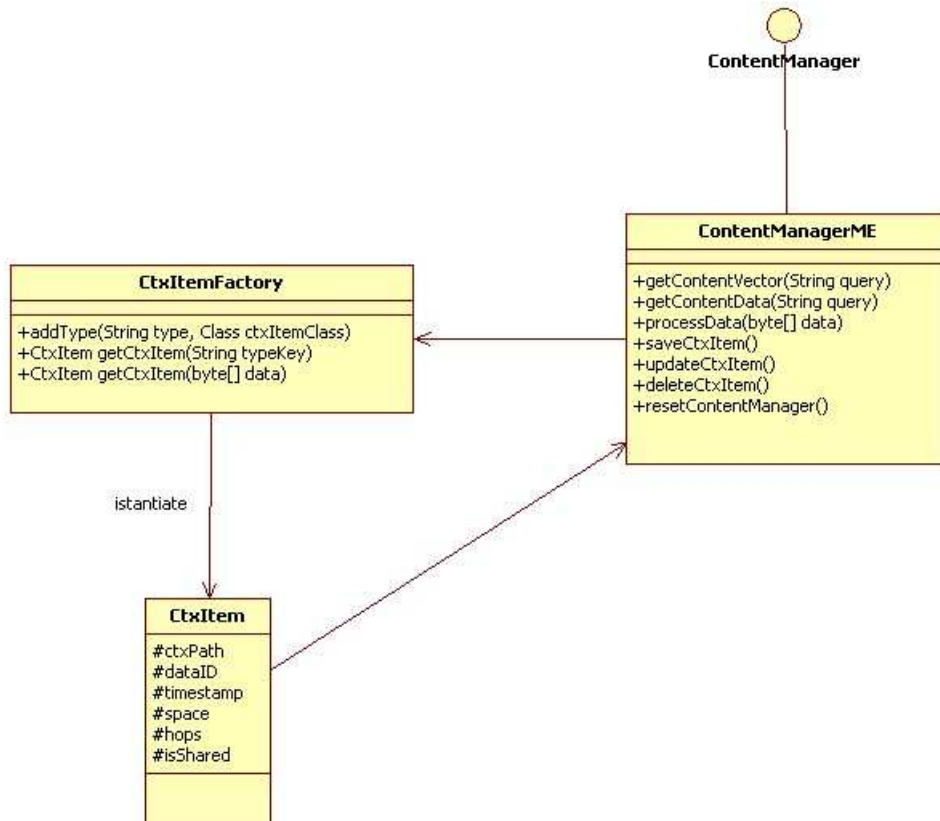 ContentManager
ContentManagerME
+getContentVector(String query)
+getContentData(String query)
+processData(byte[] data)
+saveCtxItem()
+updateCtxItem()
+deleteCtxItem()
+resetContentManager()
CtxItemFactory
+addType(String type, Class ctxItemClass)
+CtxItem getCtxItem(String typeKey)
+CtxItem getCtxItem(byte[] data)
istantiate
CtxItem
#ctxPath
#dataID
#timestamp
#space
#hops
#isShared